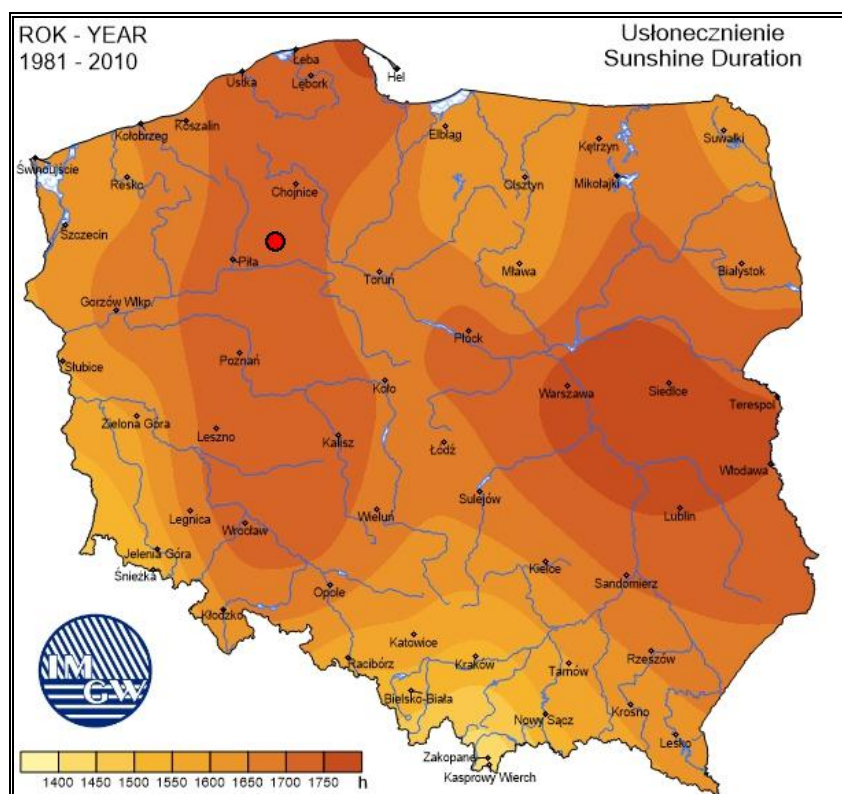 ROK - YEAR
1981 - 2010
Usłonecznienie
Sunshine Duration
Łeba
Hel
Ustka
Lębork
Koszalin
Kołobrzeg
Elbląg
Suwałki
Kętrzyn
Świnoujście
Resko
Chojnice
Olsztyn
Mikołajki
Szczecin
Piła
Toruń
Mława
Białystok
Gorzów Wlkp.
Płock
Słubice
Poznań
Koło
Warszawa
Siedlce
Terespol
Zielona Góra
Leszno
Kalisz
Łódź
Włodawa
Sulejów
Legnica
Wrocław
Wieluń
Lublin
Jelenia Góra
Śnieżka
Kielce
Sandomierz
Opole
Kłodzko
Katowice
Racibórz
Kraków
Tarnów
Rzeszów
Bielsko-Biała
Nowy Sącz
Krosno
Lesko
Zakopane
Kasprowy Wierch
IM
GW
1400 1450 1500 1550 1600 1650 1700 1750 h